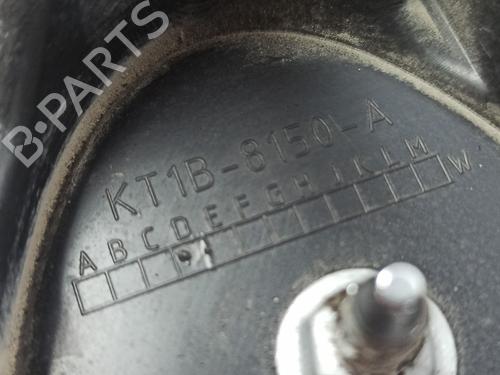 B-PARTS
KT1B-8150-A
A B C D E F G H J K L M W